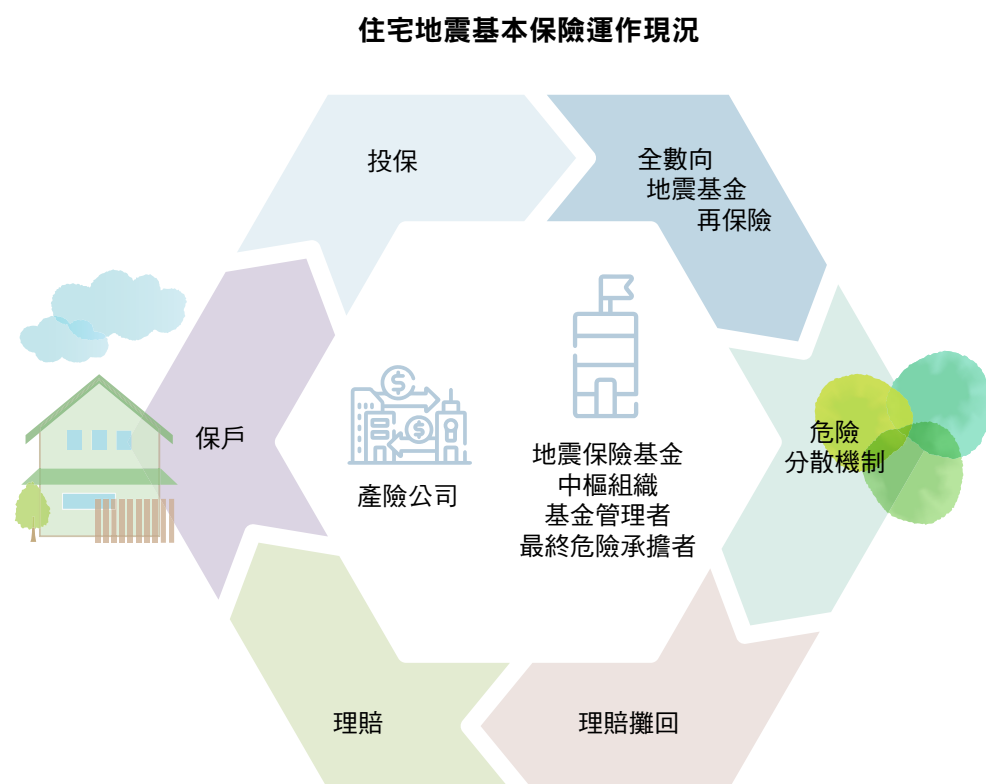 住宅地震基本保險運作現況
投保
全數向
地震基金
再保險
保戶
產險公司
地震保險基金
中樞組織
基金管理者
最終危險承擔者
危險
分散機制
理賠
理賠攤回